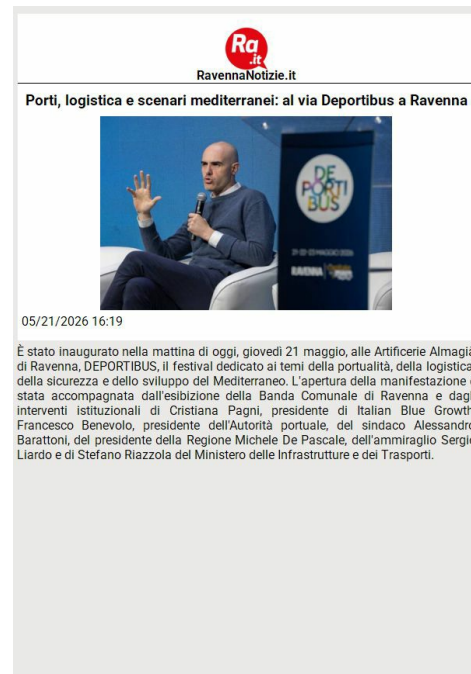 Ra
.it
RavennaNotizie.it
Porti, logistica e scenari mediterranei: al via Deportibus a Ravenna
DE
PORTI
BUS
21·22·23 MAGGIO 2026
RAVENNA
05/21/2026 16:19
È stato inaugurato nella mattina di oggi, giovedì 21 maggio, alle Artificerie Almagià
di Ravenna, DEPORTIBUS, il festival dedicato ai temi della portualità, della logistica,
della sicurezza e dello sviluppo del Mediterraneo. L'apertura della manifestazione
stata accompagnata dall'esibizione della Banda Comunale di Ravenna e dagli
interventi istituzionali di Cristiana Pagni, presidente di Italian Blue Growth,
Francesco Benevolo, presidente dell'Autorità portuale, del sindaco Alessandro
Barattoni, del presidente della Regione Michele De Pascale, dell'ammiraglio Sergio
Liardo e di Stefano Riazzola del Ministero delle Infrastrutture e dei Trasporti.